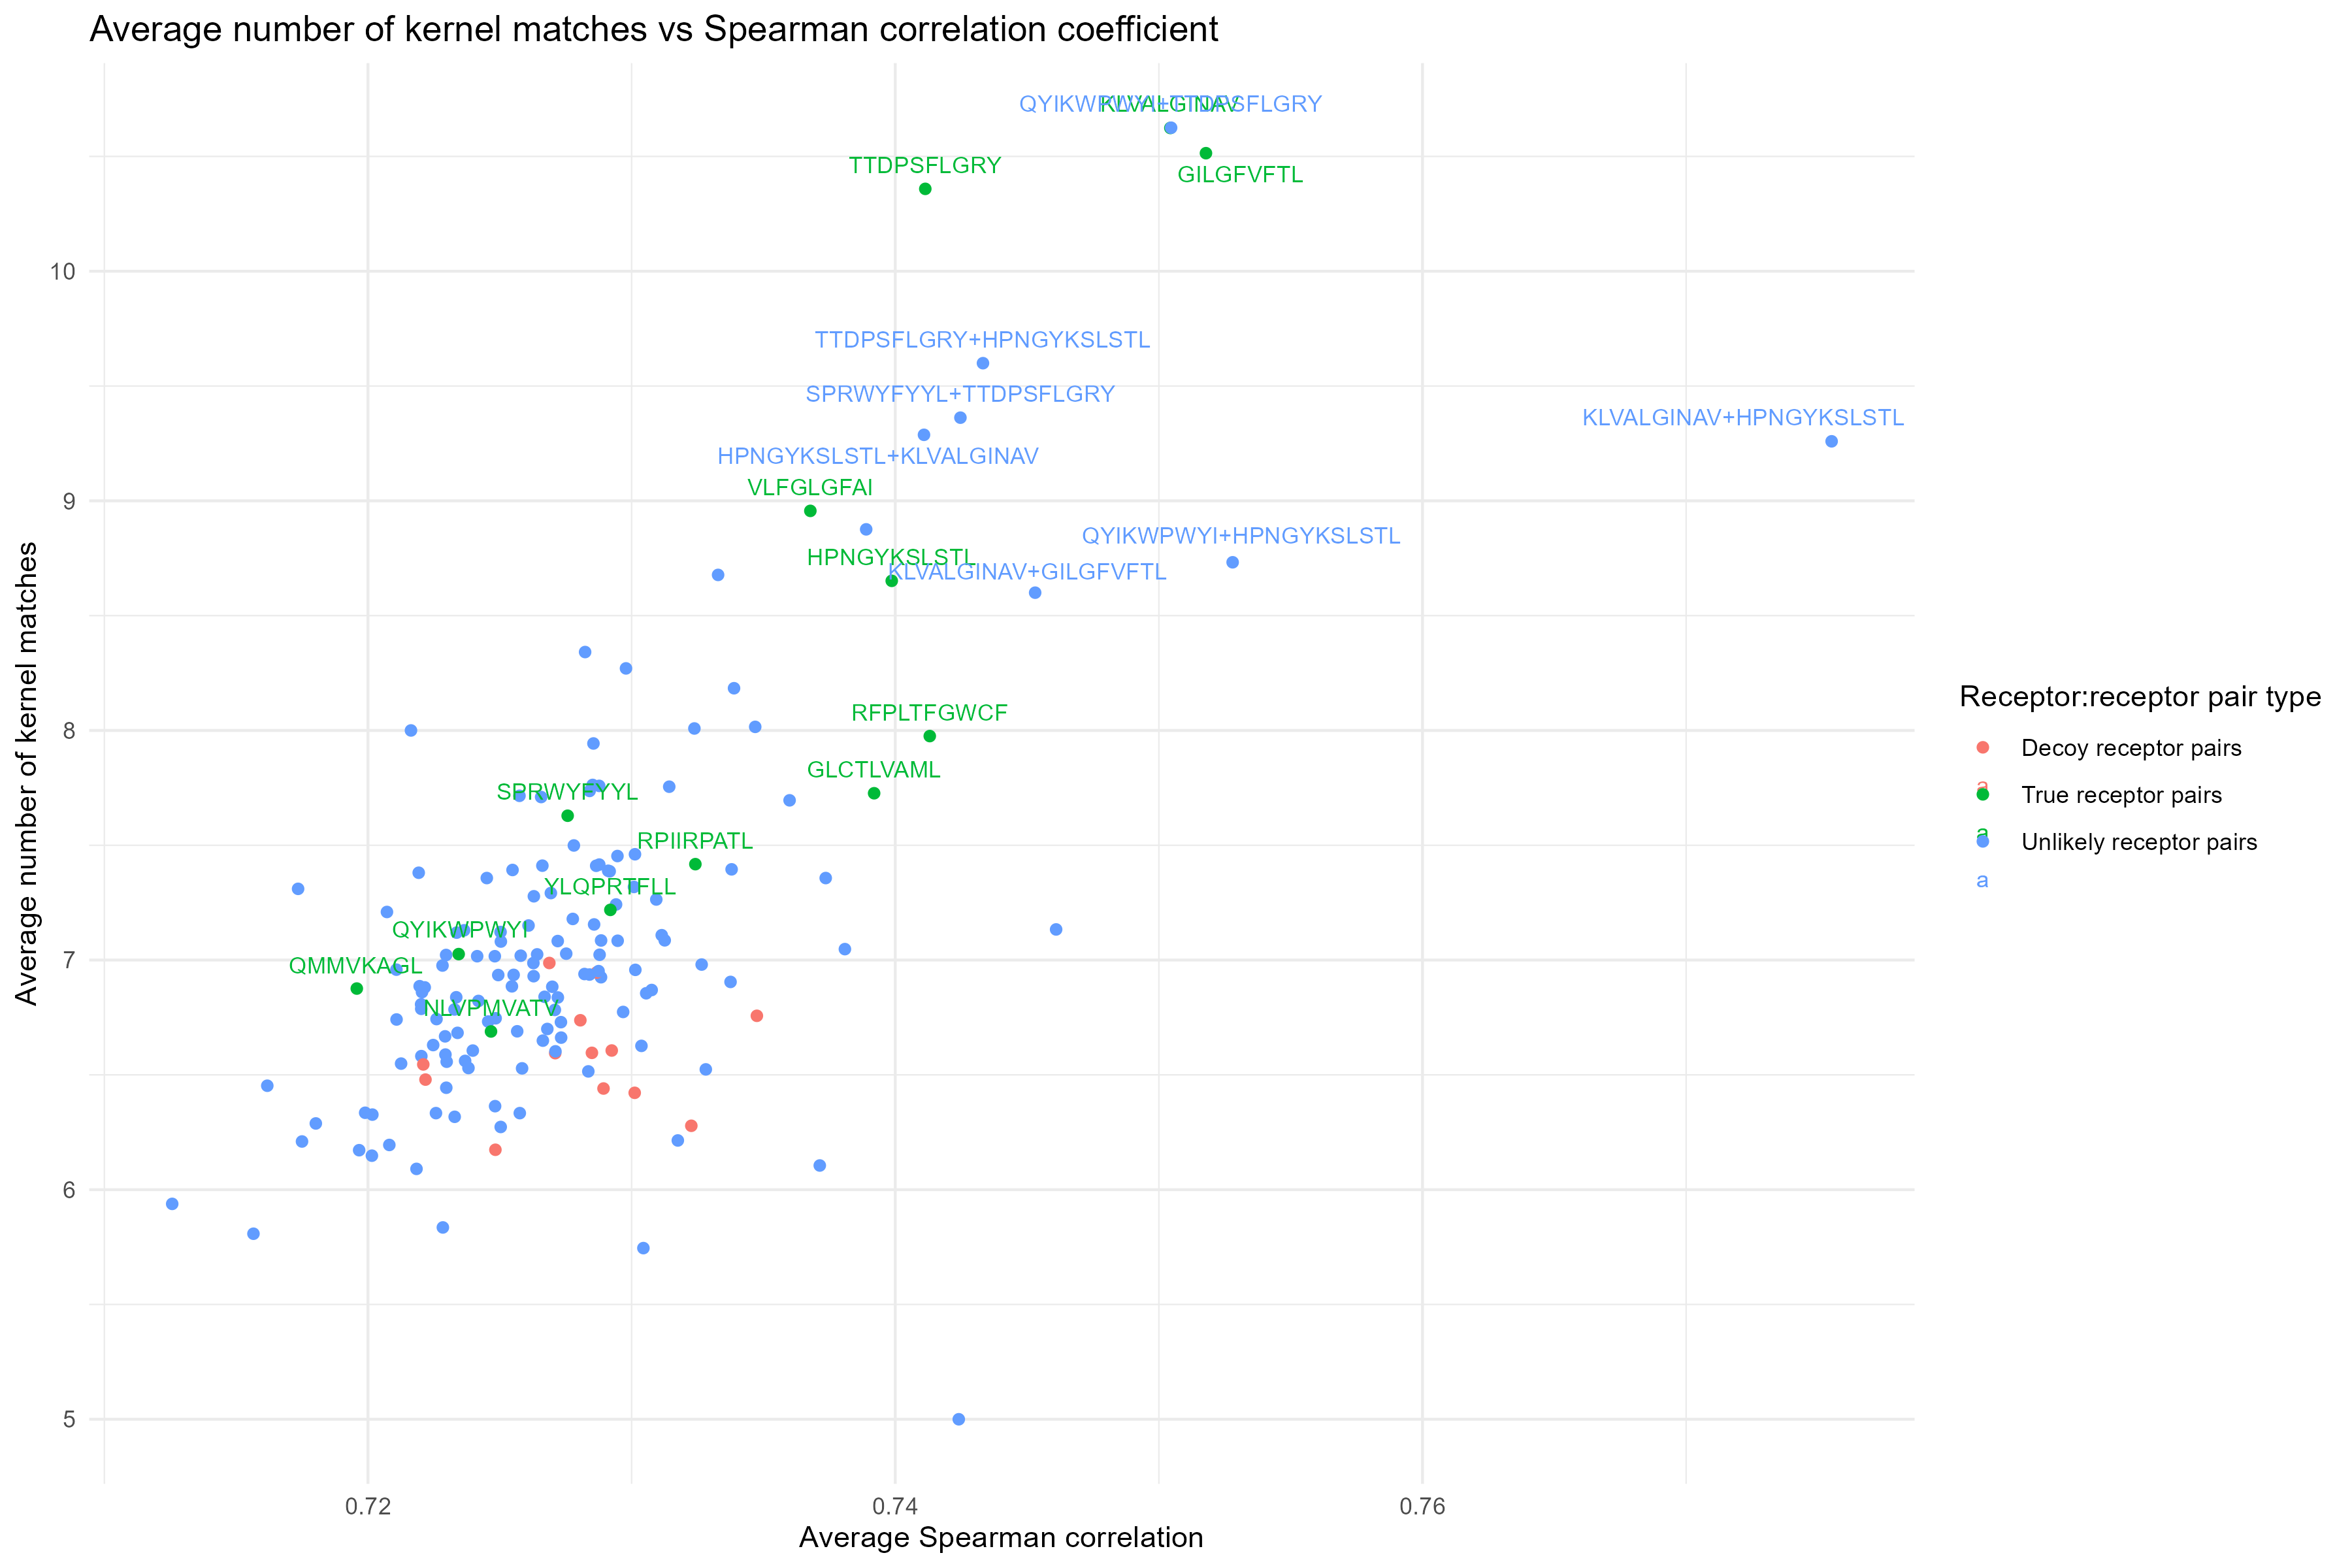 Average number of kernel matches vs Spearman correlation coefficient
QYIKWPWYI+TTDPSFLGRY
KLVALGINAV
TTDPSFLGRY
GILGFVFTL
10
TTDPSFLGRY+HPNGYKSLSTL
SPRWYFYYL+TTDPSFLGRY
KLVALGINAV+HPNGYKSLSTL
HPNGYKSLSTL+KLVALGINAV
VLFGLGFAI
9
QYIKWPWYI+HPNGYKSLSTL
HPNGYKSLSTL
KLVALGINAV+GILGFVFTL
RFPLTFGWCF
8
GLCTLVAML
SPRWYFYYL
RPIIRPATL
YLQPRTFLL
QYIKWPWYI
QMMVKAGL
7
NLVPMVATV
6
5
0.72
0.74
0.76
Average Spearman correlation
Average number of kernel matches
Receptor:receptor pair type
Decoy receptor pairs
a
True receptor pairs
a
Unlikely receptor pairs
a